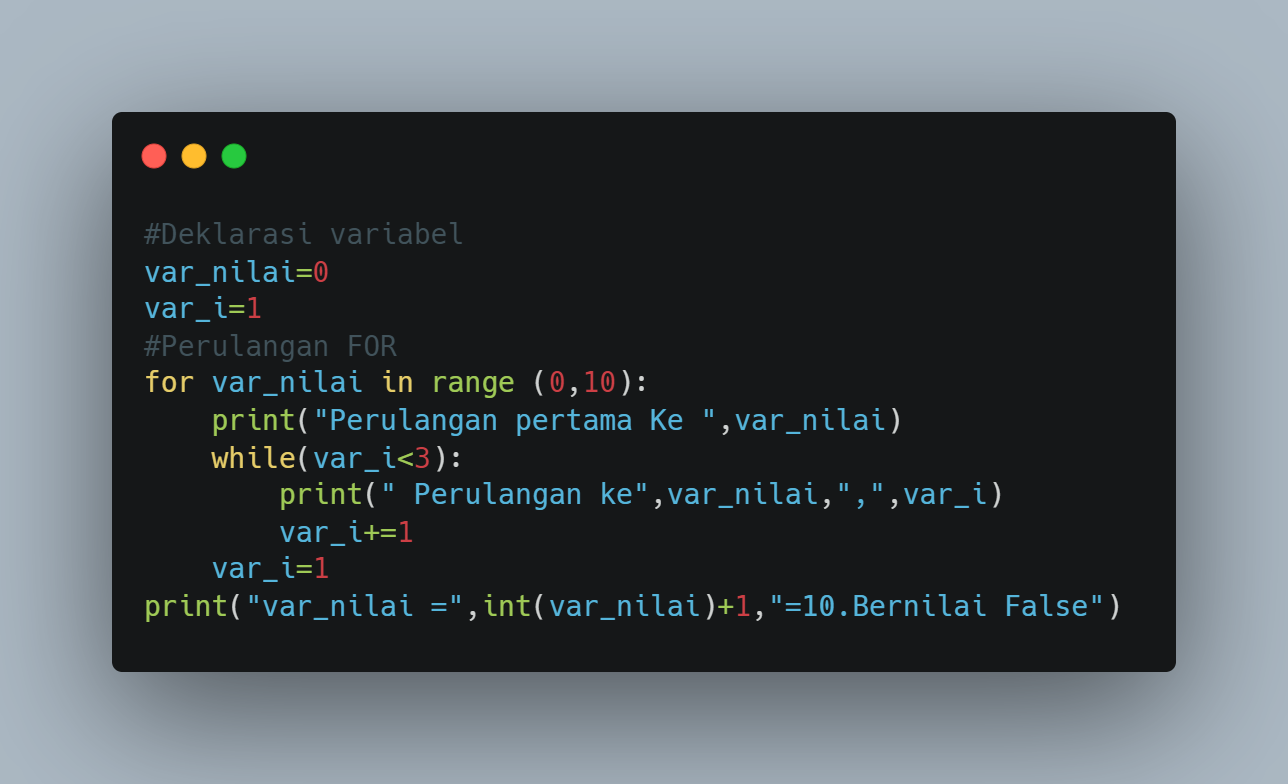 #Deklarasi variabel
var_nilai=0
var_i=1
#Perulangan FOR
for var_nilai in range (0,10):
    print("Perulangan pertama Ke ",var_nilai)
    while(var_i<3):
        print(" Perulangan ke",var_nilai,",",var_i)
        var_i+=1
    var_i=1
print("var_nilai =",int(var_nilai)+1,"=10.Bernilai False")